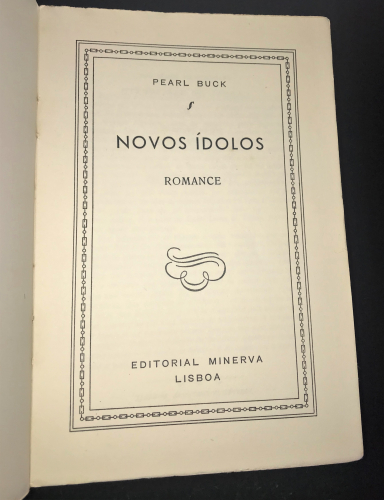 PEARL BUCK
NOVOS ÍDOLOS
ROMANCE
EDITORIAL MINERVA
LISBOA